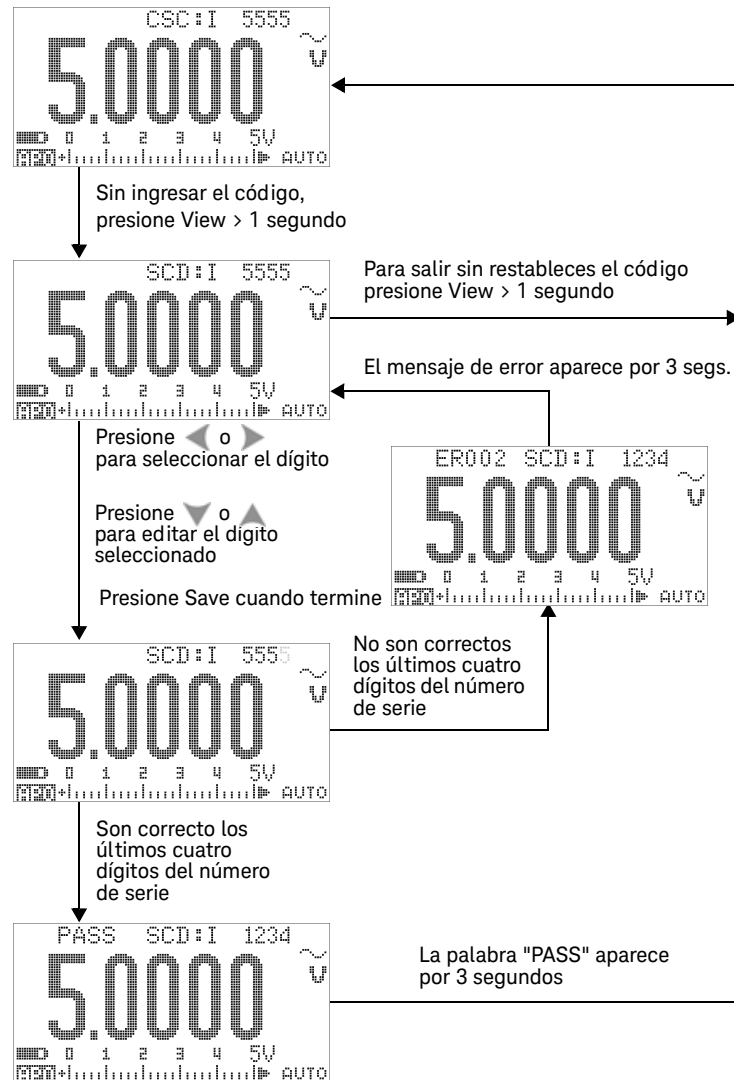 CSC:I 5555
5.0000 V
0 1 2 3 4 5V
AUTO
Sin ingresar el código,
presione View > 1 segundo
SCD:I 5555
5.0000 V
0 1 2 3 4 5V
AUTO
Para salir sin restableces el código
presione View > 1 segundo
El mensaje de error aparece por 3 segs.
Presione o
para seleccionar el dígito
Presione o
para editar el dígito
seleccionado
Presione Save cuando termine
ER002 SCD:I 1234
5.0000 V
0 1 2 3 4 5V
AUTO
No son correctos
los últimos cuatro
dígitos del número
de serie
SCD:I 5555
5.0000 V
0 1 2 3 4 5V
AUTO
Son correcto los
últimos cuatro
dígitos del número
de serie
PASS SCD:I 1234
5.0000 V
0 1 2 3 4 5V
AUTO
La palabra "PASS" aparece
por 3 segundos